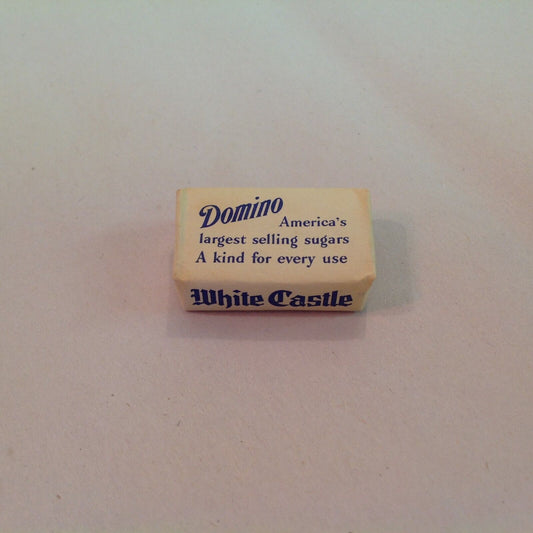 Domino America's
largest selling sugars
A kind for every use
White Castle